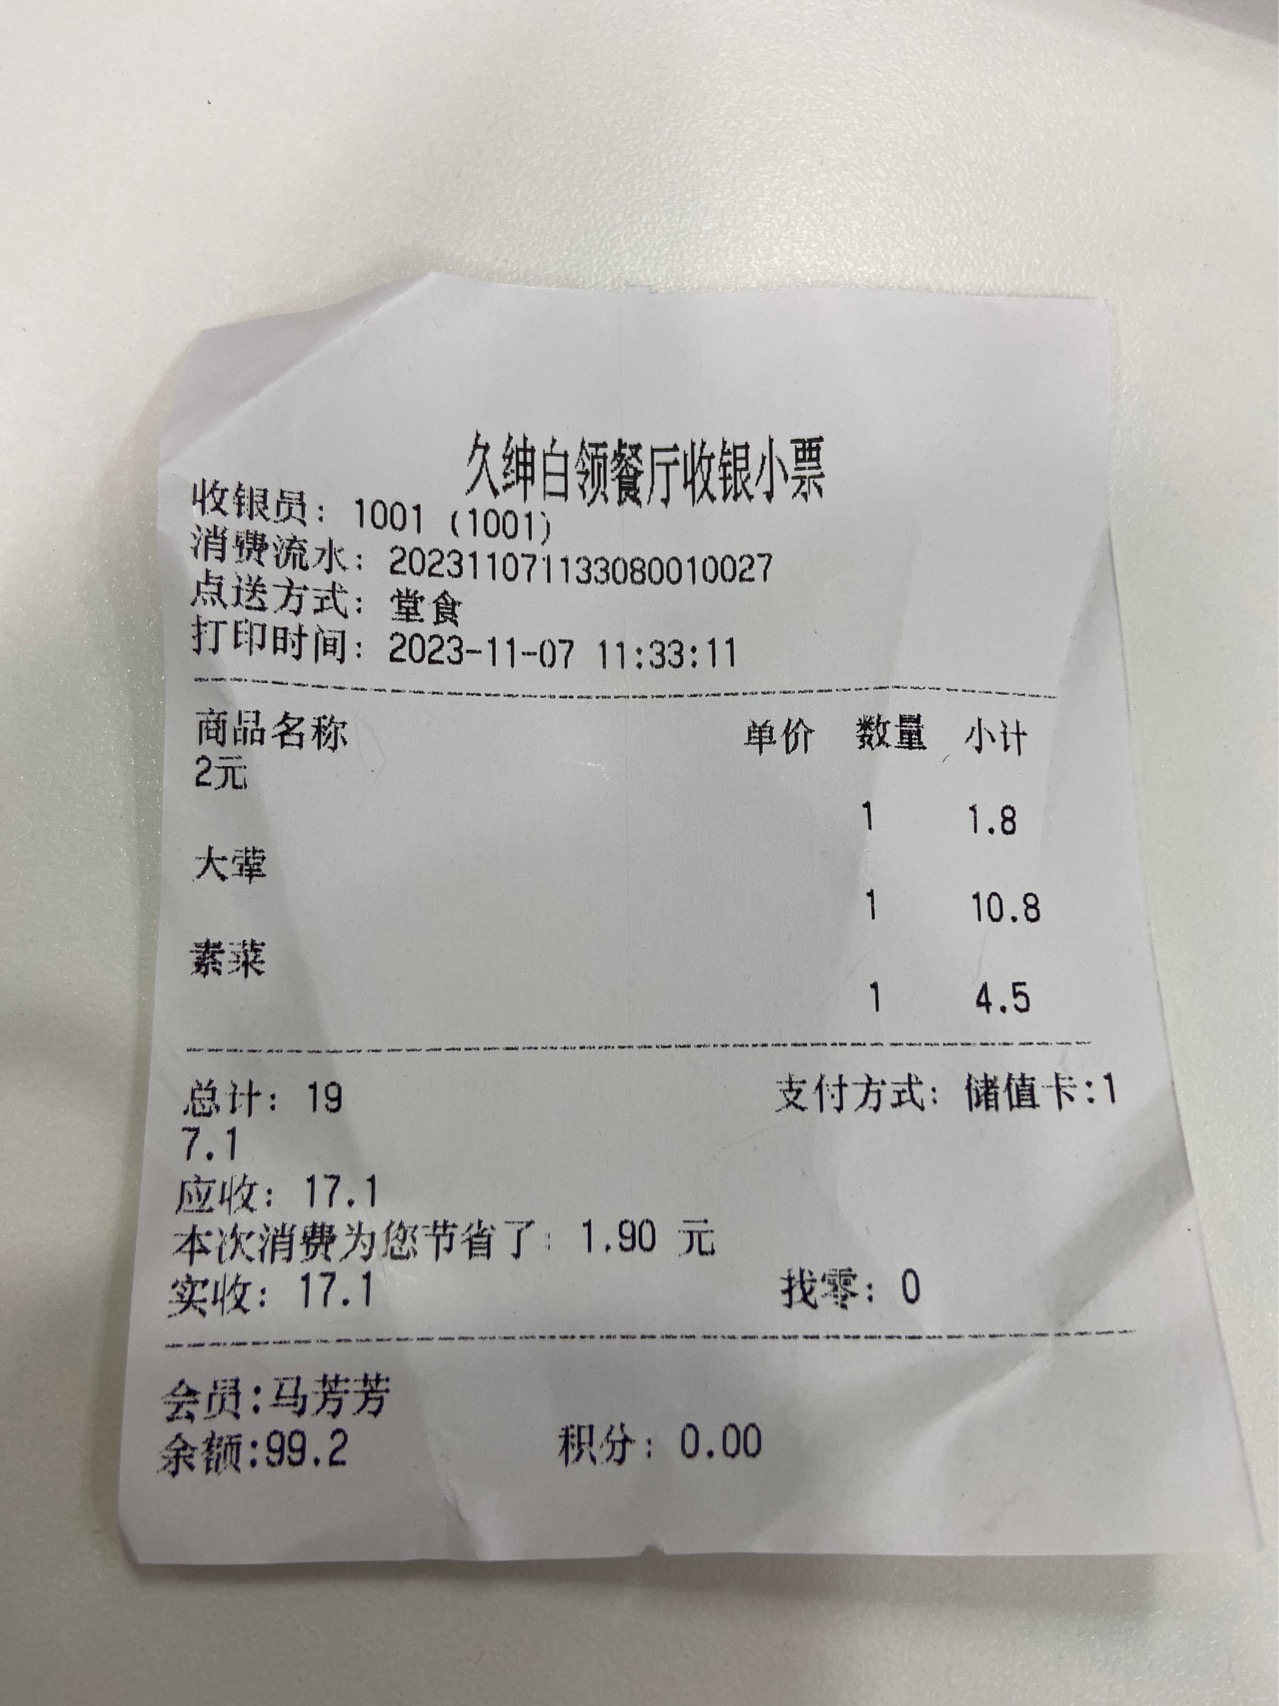 久绅白领餐厅收银小票
收银员：1001 (1001)
消费流水：202311071133080010027
点送方式：堂食
打印时间：2023-11-07 11:33:11
商品名称 单价 数量 小计
2元
1 1.8
大荤
1 10.8
素菜
1 4.5
总计：19 支付方式：储值卡:1
7.1
应收：17.1
本次消费为您节省了：1.90 元
实收：17.1 找零：0
会员:马芳芳
余额:99.2 积分：0.00